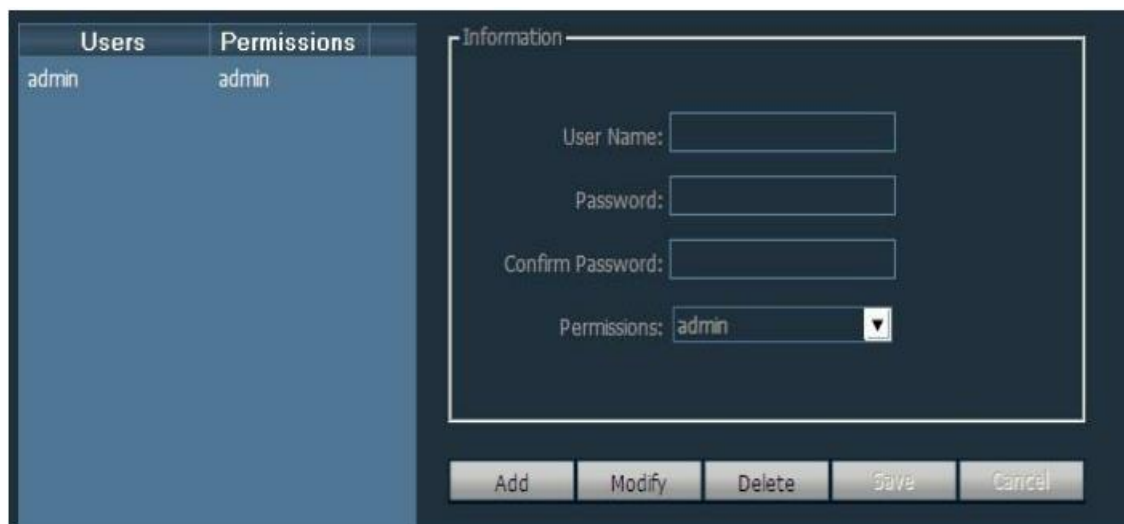 Users Permissions
admin admin
Information
User Name:
Password:
Confirm Password:
Permissions: admin
Add Modify Delete Save Cancel